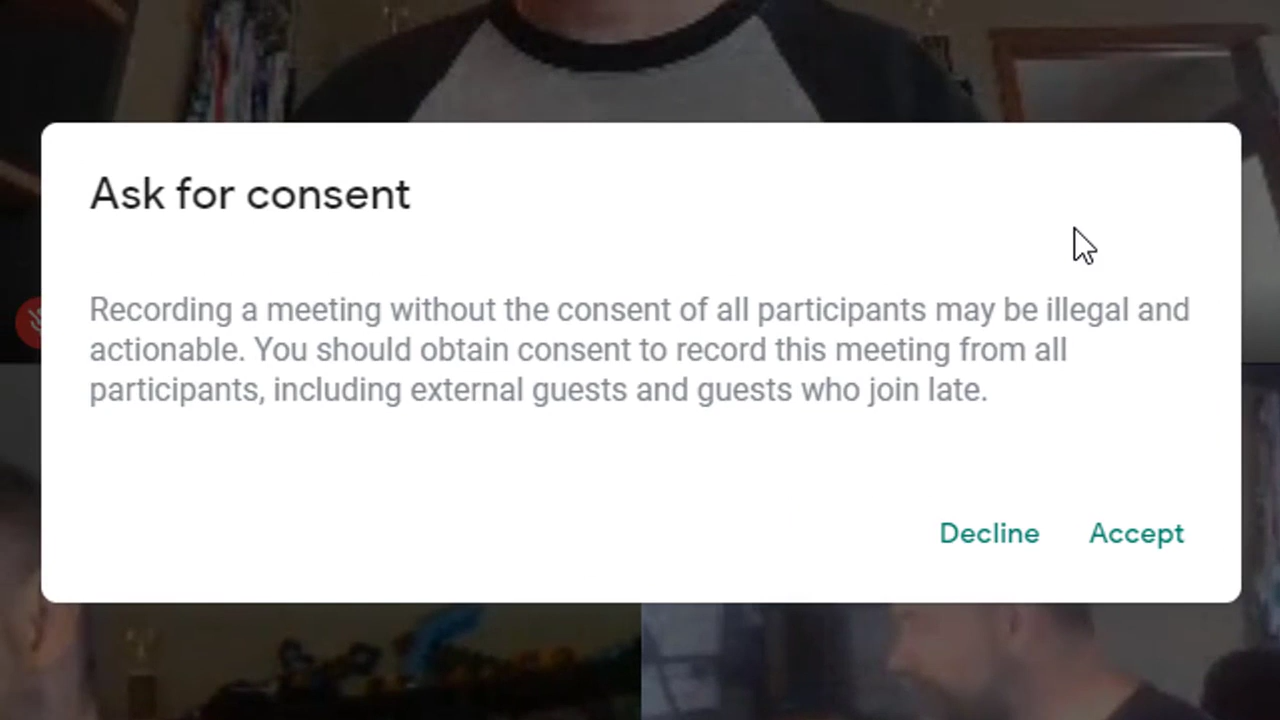 Ask for consent
Recording a meeting without the consent of all participants may be illegal and
actionable. You should obtain consent to record this meeting from all
participants, including external guests and guests who join late.
Decline Accept